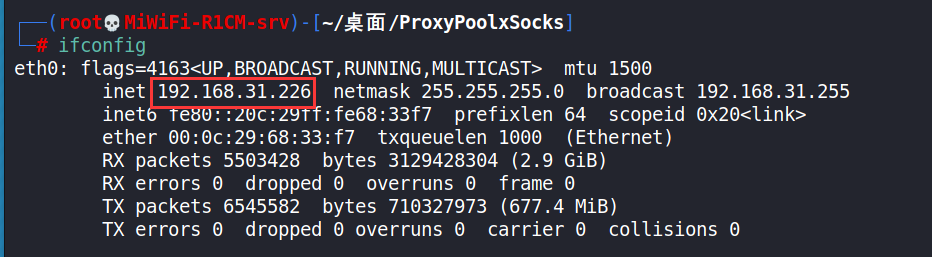 (root💀MiWiFi-R1CM-srv)-[~/桌面/ProxyPoolxSocks]
# ifconfig
eth0: flags=4163<UP,BROADCAST,RUNNING,MULTICAST>  mtu 1500
inet 192.168.31.226  netmask 255.255.255.0  broadcast 192.168.31.255
inet6 fe80::20c:29ff:fe68:33f7  prefixlen 64  scopeid 0x20<link>
ether 00:0c:29:68:33:f7  txqueuelen 1000  (Ethernet)
RX packets 5503428  bytes 3129428304 (2.9 GiB)
RX errors 0  dropped 0  overruns 0  frame 0
TX packets 6545582  bytes 710327973 (677.4 MiB)
TX errors 0  dropped 0 overruns 0  carrier 0  collisions 0